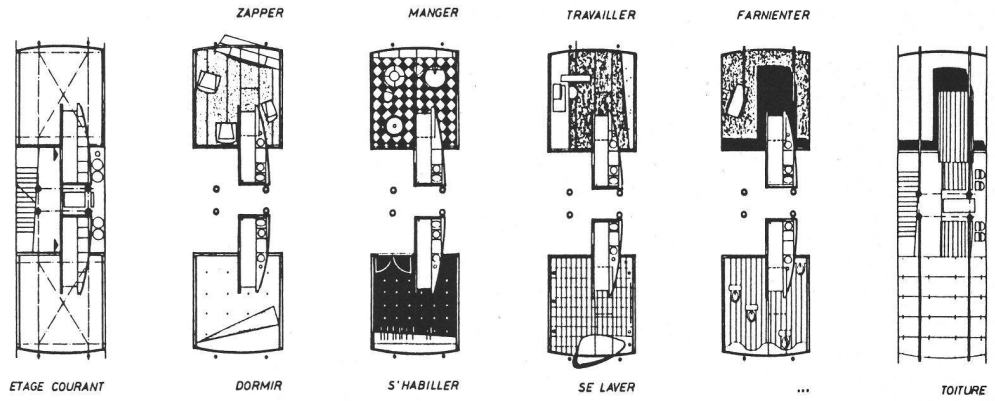 ZAPPER MANGER TRAVAILLER FARNIENTER
ETAGE COURANT DORMIR S'HABILLER SE LAVER ... TOITURE